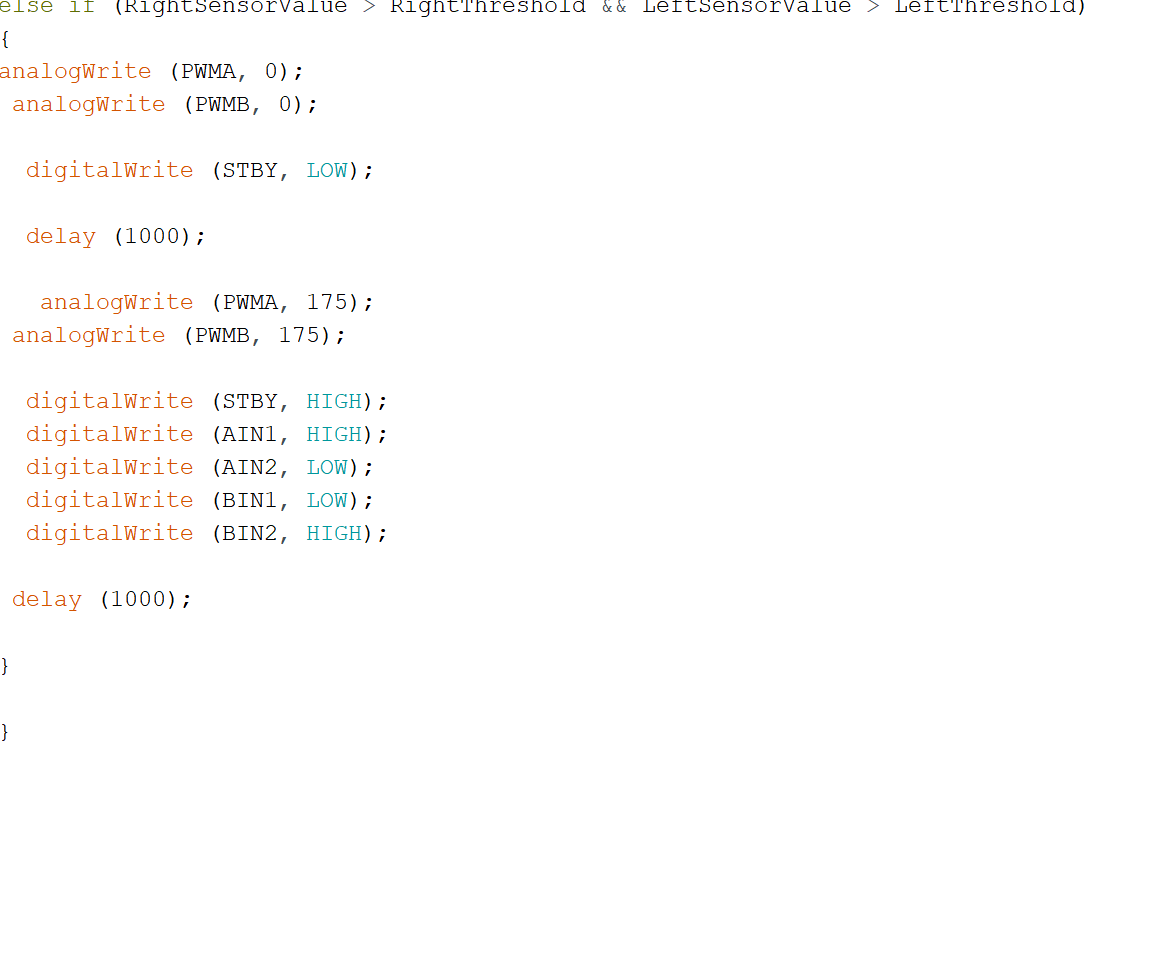 else if (RightSensorValue > RightThreshold && LeftSensorValue > LeftThreshold)
{
analogWrite (PWMA, 0);
analogWrite (PWMB, 0);
digitalWrite (STBY, LOW);
delay (1000);
analogWrite (PWMA, 175);
analogWrite (PWMB, 175);
digitalWrite (STBY, HIGH);
digitalWrite (AIN1, HIGH);
digitalWrite (AIN2, LOW);
digitalWrite (BIN1, LOW);
digitalWrite (BIN2, HIGH);
delay (1000);
}
}